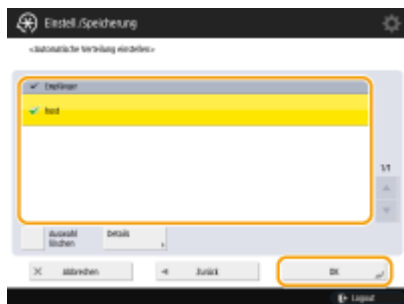 Einstell./Speicherung
<Automatische Verteilung einstellen>
Empfänger
host
1/1
Auswahl
löschen
Details
Abbrechen
Zurück
OK
Logout